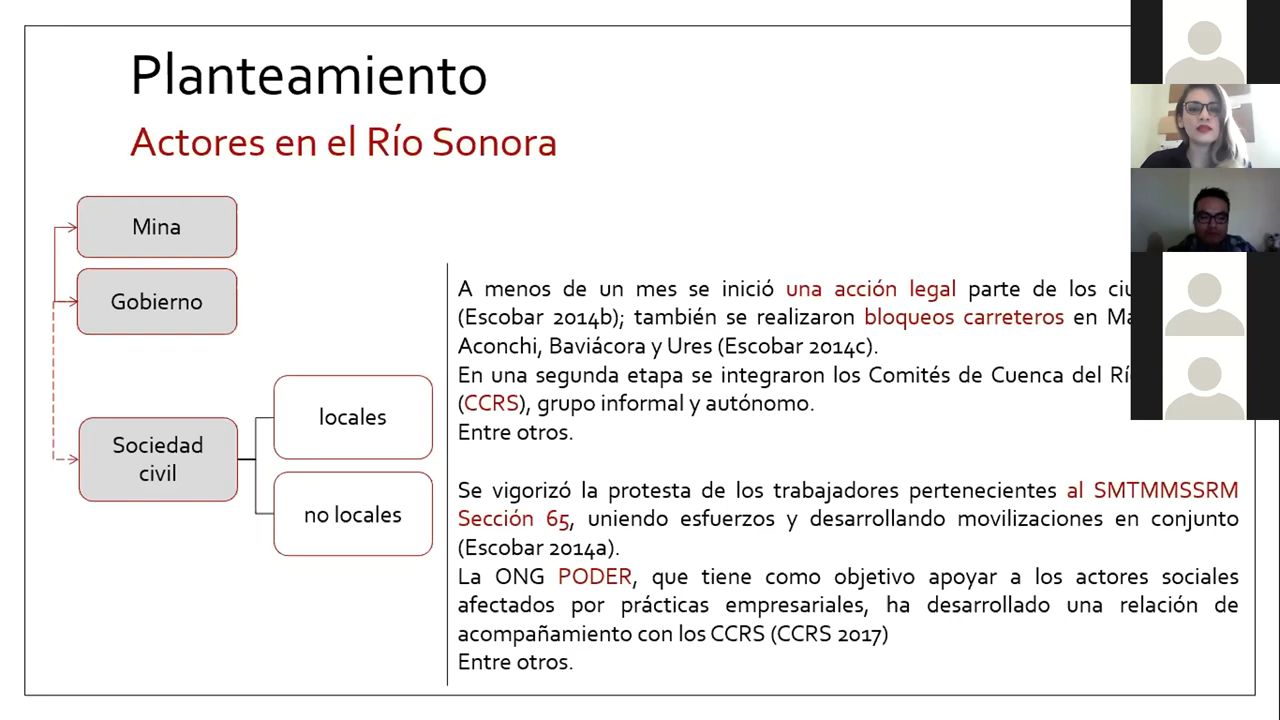 Planteamiento
Actores en el Río Sonora
Mina
Gobierno
Sociedad
civil
locales
no locales
A menos de un mes se inició una acción legal parte de los
(Escobar 2014b); también se realizaron bloqueos carreteros en
Aconchi, Baviácora y Ures (Escobar 2014c).
En una segunda etapa se integraron los Comités de Cuenca del
(CCRS), grupo informal y autónomo.
Entre otros.
Se vigorizó la protesta de los trabajadores pertenecientes al SMTMMSSRM
Sección 65, uniendo esfuerzos y desarrollando movilizaciones en conjunto
(Escobar 2014a).
La ONG PODER, que tiene como objetivo apoyar a los actores sociales
afectados por prácticas empresariales, ha desarrollado una relación de
acompañamiento con los CCRS (CCRS 2017)
Entre otros.